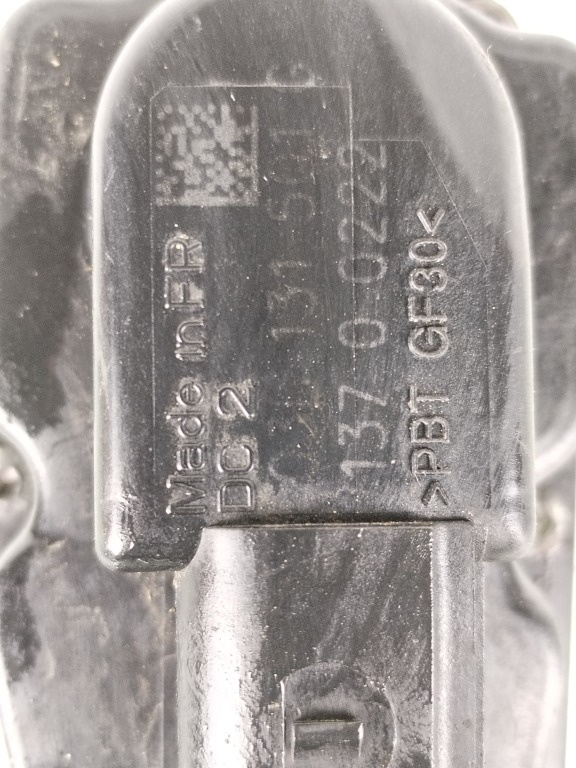 Made in FR
DC 2
131 501
137 0-0222
>PBT GF30<